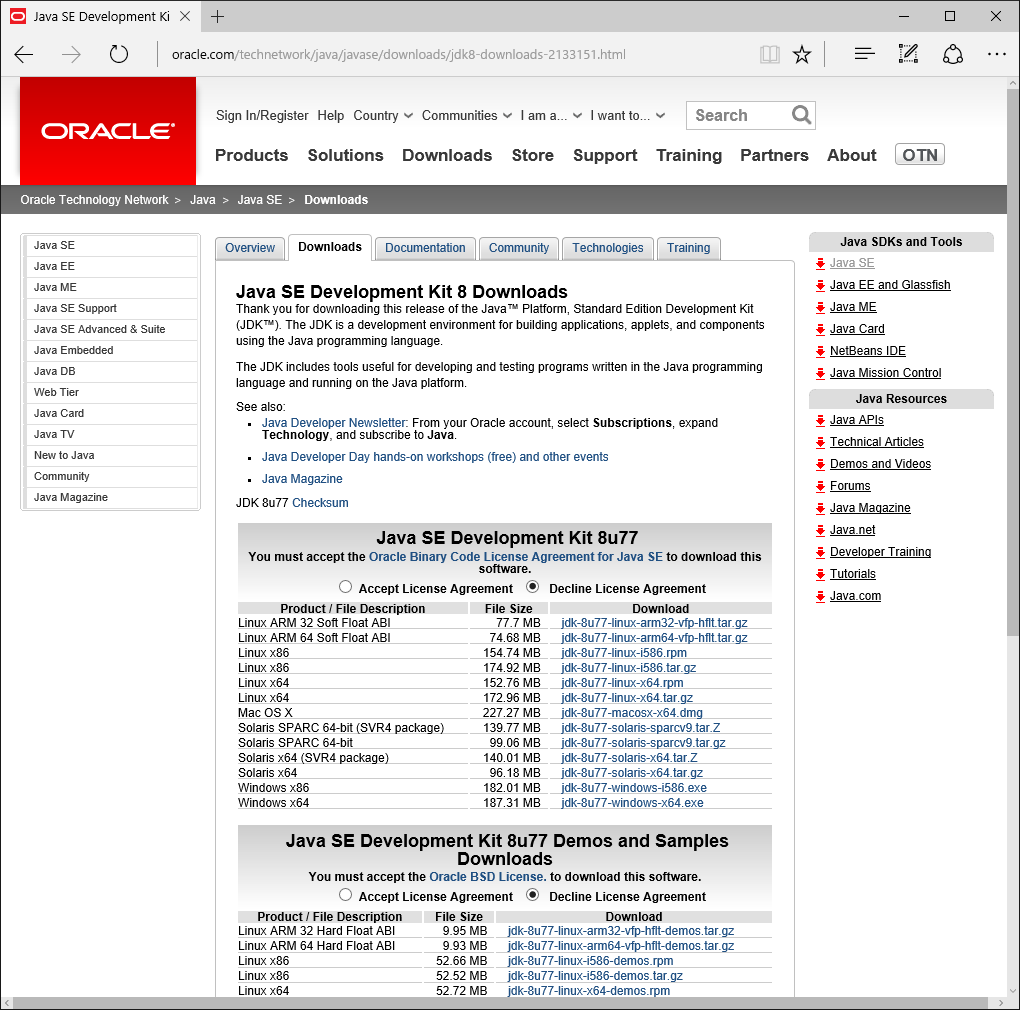 Java SE Development Ki
oracle.com/technetwork/java/javase/downloads/jdk8-downloads-2133151.html
ORACLE
Sign In/Register Help Country Communities I am a... I want to... Search
Products Solutions Downloads Store Support Training Partners About OTN
Oracle Technology Network > Java > Java SE > Downloads
Java SE
Java EE
Java ME
Java SE Support
Java SE Advanced & Suite
Java Embedded
Java DB
Web Tier
Java Card
Java TV
New to Java
Community
Java Magazine
Overview Downloads Documentation Community Technologies Training
Java SE Development Kit 8 Downloads
Thank you for downloading this release of the Java™ Platform, Standard Edition Development Kit
(JDK™). The JDK is a development environment for building applications, applets, and components
using the Java programming language.
The JDK includes tools useful for developing and testing programs written in the Java programming
language and running on the Java platform.
See also:
Java Developer Newsletter: From your Oracle account, select Subscriptions, expand
Technology, and subscribe to Java.
Java Developer Day hands-on workshops (free) and other events
Java Magazine
JDK 8u77 Checksum
Java SE Development Kit 8u77
You must accept the Oracle Binary Code License Agreement for Java SE to download this
software.
Accept License Agreement Decline License Agreement
Product / File Description File Size Download
Linux ARM 32 Soft Float ABI 77.7 MB jdk-8u77-linux-arm32-vfp-hflt.tar.gz
Linux ARM 64 Soft Float ABI 74.68 MB jdk-8u77-linux-arm64-vfp-hflt.tar.gz
Linux x86 154.74 MB jdk-8u77-linux-i586.rpm
Linux x86 174.92 MB jdk-8u77-linux-i586.tar.gz
Linux x64 152.76 MB jdk-8u77-linux-x64.rpm
Linux x64 172.96 MB jdk-8u77-linux-x64.tar.gz
Mac OS X 227.27 MB jdk-8u77-macosx-x64.dmg
Solaris SPARC 64-bit (SVR4 package) 139.77 MB jdk-8u77-solaris-sparcv9.tar.Z
Solaris SPARC 64-bit 99.06 MB jdk-8u77-solaris-sparcv9.tar.gz
Solaris x64 (SVR4 package) 140.01 MB jdk-8u77-solaris-x64.tar.Z
Solaris x64 96.18 MB jdk-8u77-solaris-x64.tar.gz
Windows x86 182.01 MB jdk-8u77-windows-i586.exe
Windows x64 187.31 MB jdk-8u77-windows-x64.exe
Java SE Development Kit 8u77 Demos and Samples
Downloads
You must accept the Oracle BSD License. to download this software.
Accept License Agreement Decline License Agreement
Product / File Description File Size Download
Linux ARM 32 Hard Float ABI 9.95 MB jdk-8u77-linux-arm32-vfp-hflt-demos.tar.gz
Linux ARM 64 Hard Float ABI 9.93 MB jdk-8u77-linux-arm64-vfp-hflt-demos.tar.gz
Linux x86 52.66 MB jdk-8u77-linux-i586-demos.rpm
Linux x86 52.52 MB jdk-8u77-linux-i586-demos.tar.gz
Linux x64 52.72 MB jdk-8u77-linux-x64-demos.rpm
Java SDKs and Tools
Java SE
Java EE and Glassfish
Java ME
Java Card
NetBeans IDE
Java Mission Control
Java Resources
Java APIs
Technical Articles
Demos and Videos
Forums
Java Magazine
Java.net
Developer Training
Tutorials
Java.com